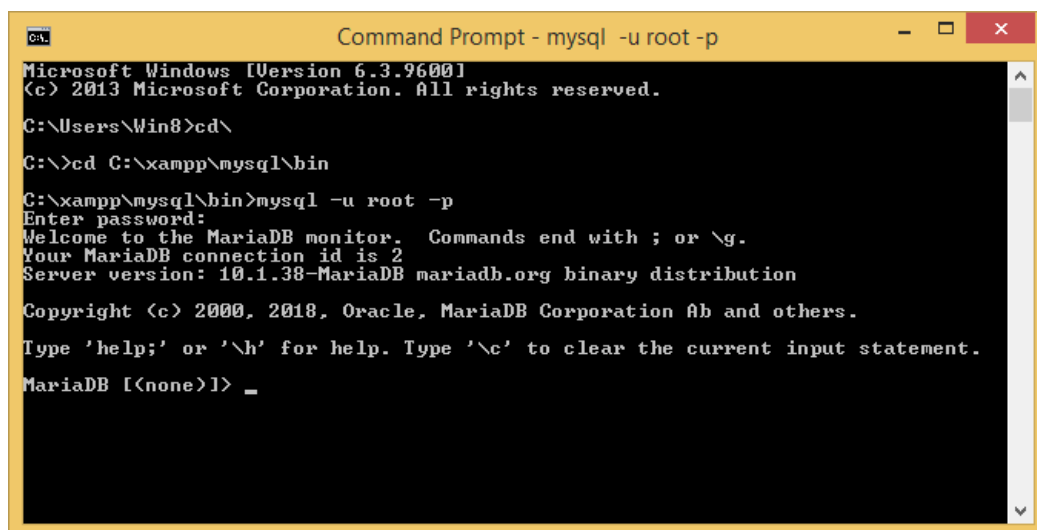 Command Prompt - mysql -u root -p
Microsoft Windows [Version 6.3.9600]
(c) 2013 Microsoft Corporation. All rights reserved.
C:\Users\Win8>cd\
C:\>cd C:\xampp\mysql\bin
C:\xampp\mysql\bin>mysql -u root -p
Enter password:
Welcome to the MariaDB monitor.  Commands end with ; or \g.
Your MariaDB connection id is 2
Server version: 10.1.38-MariaDB mariadb.org binary distribution
Copyright (c) 2000, 2018, Oracle, MariaDB Corporation Ab and others.
Type 'help;' or '\h' for help. Type '\c' to clear the current input statement.
MariaDB [(none)]> _